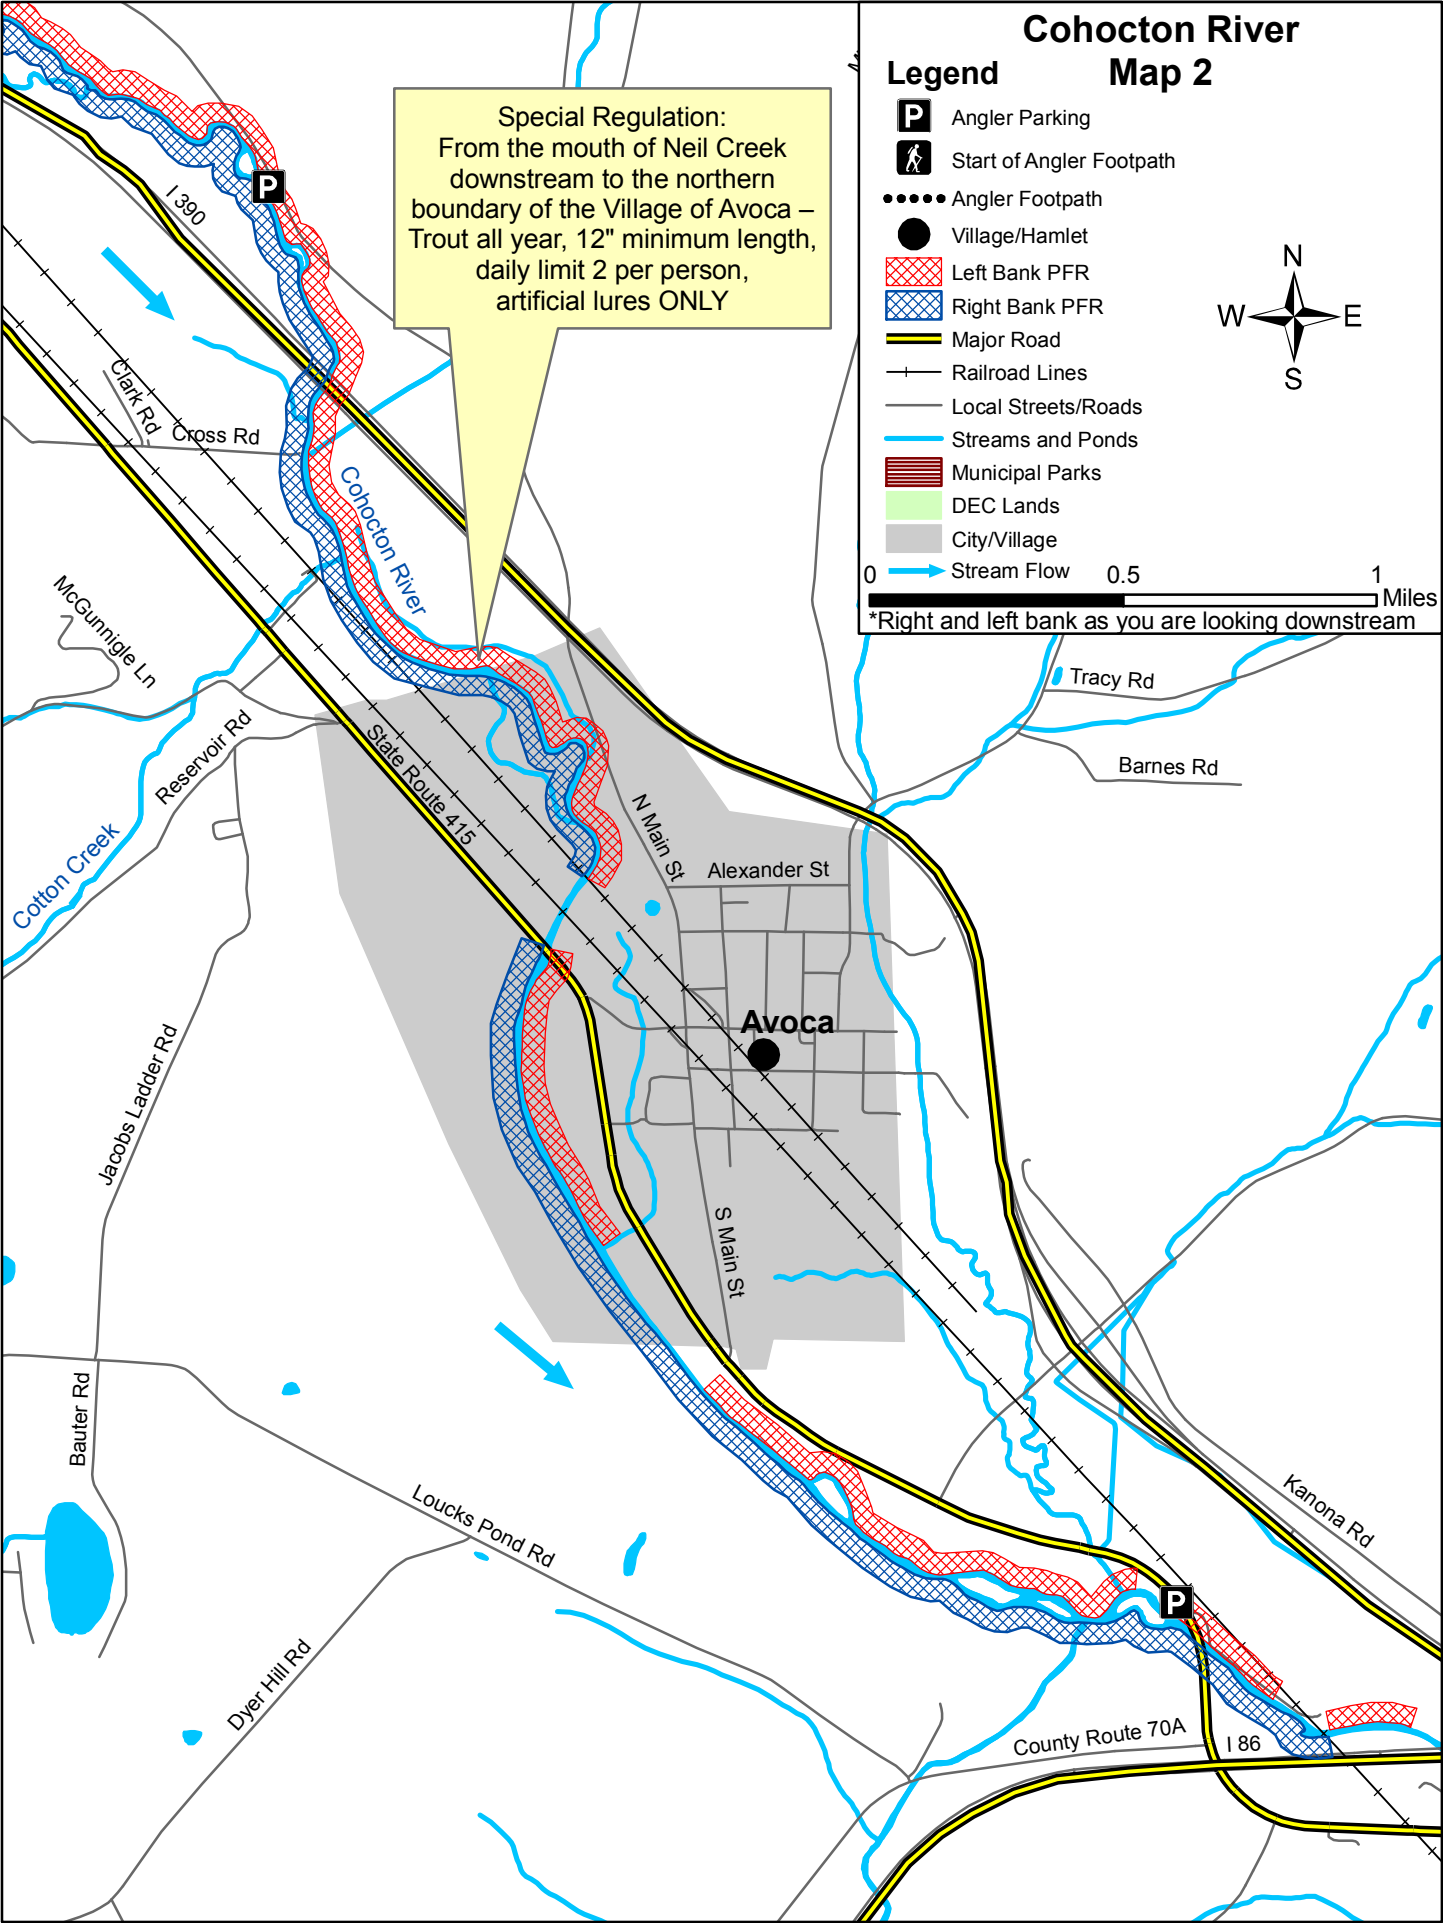 Cohocton River
Map 2
Legend
P
Angler Parking
Start of Angler Footpath
Angler Footpath
Village/Hamlet
Left Bank PFR
Right Bank PFR
Major Road
Railroad Lines
Local Streets/Roads
Streams and Ponds
Municipal Parks
DEC Lands
City/Village
Stream Flow
N
W E
S
0 0.5 1
Miles
*Right and left bank as you are looking downstream
Special Regulation:
From the mouth of Neil Creek
downstream to the northern
boundary of the Village of Avoca –
Trout all year, 12" minimum length,
daily limit 2 per person,
artificial lures ONLY
P
I 390
Clark Rd
Cross Rd
Cohocton River
McGunnigle Ln
Reservoir Rd
State Route 415
Cotton Creek
Tracy Rd
Barnes Rd
N Main St
Alexander St
Avoca
Jacobs Ladder Rd
S Main St
Bauter Rd
Loucks Pond Rd
Kanona Rd
Dyer Hill Rd
P
County Route 70A
I 86